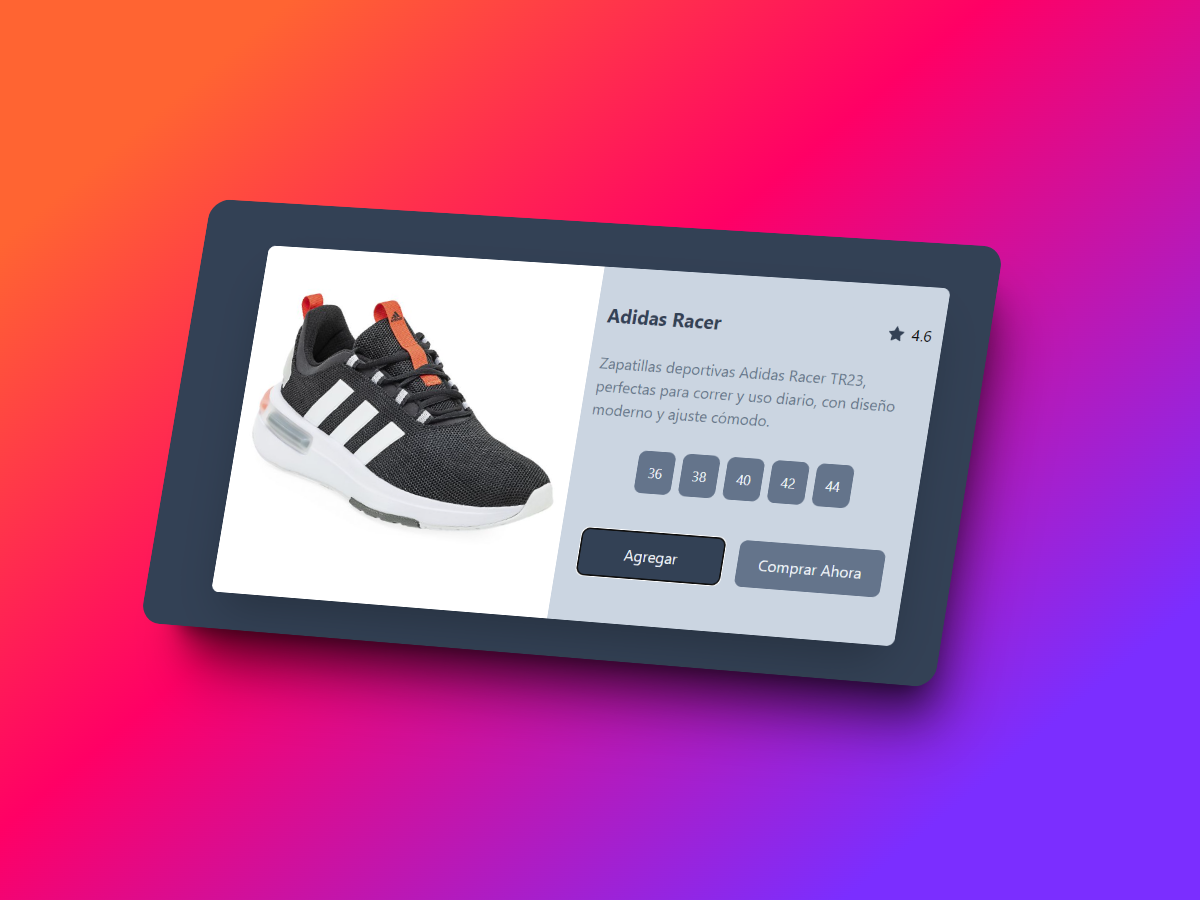 Adidas Racer
4.6
Zapatillas deportivas Adidas Racer TR23,
perfectas para correr y uso diario, con diseño
moderno y ajuste cómodo.
36 38 40 42 44
Agregar Comprar Ahora